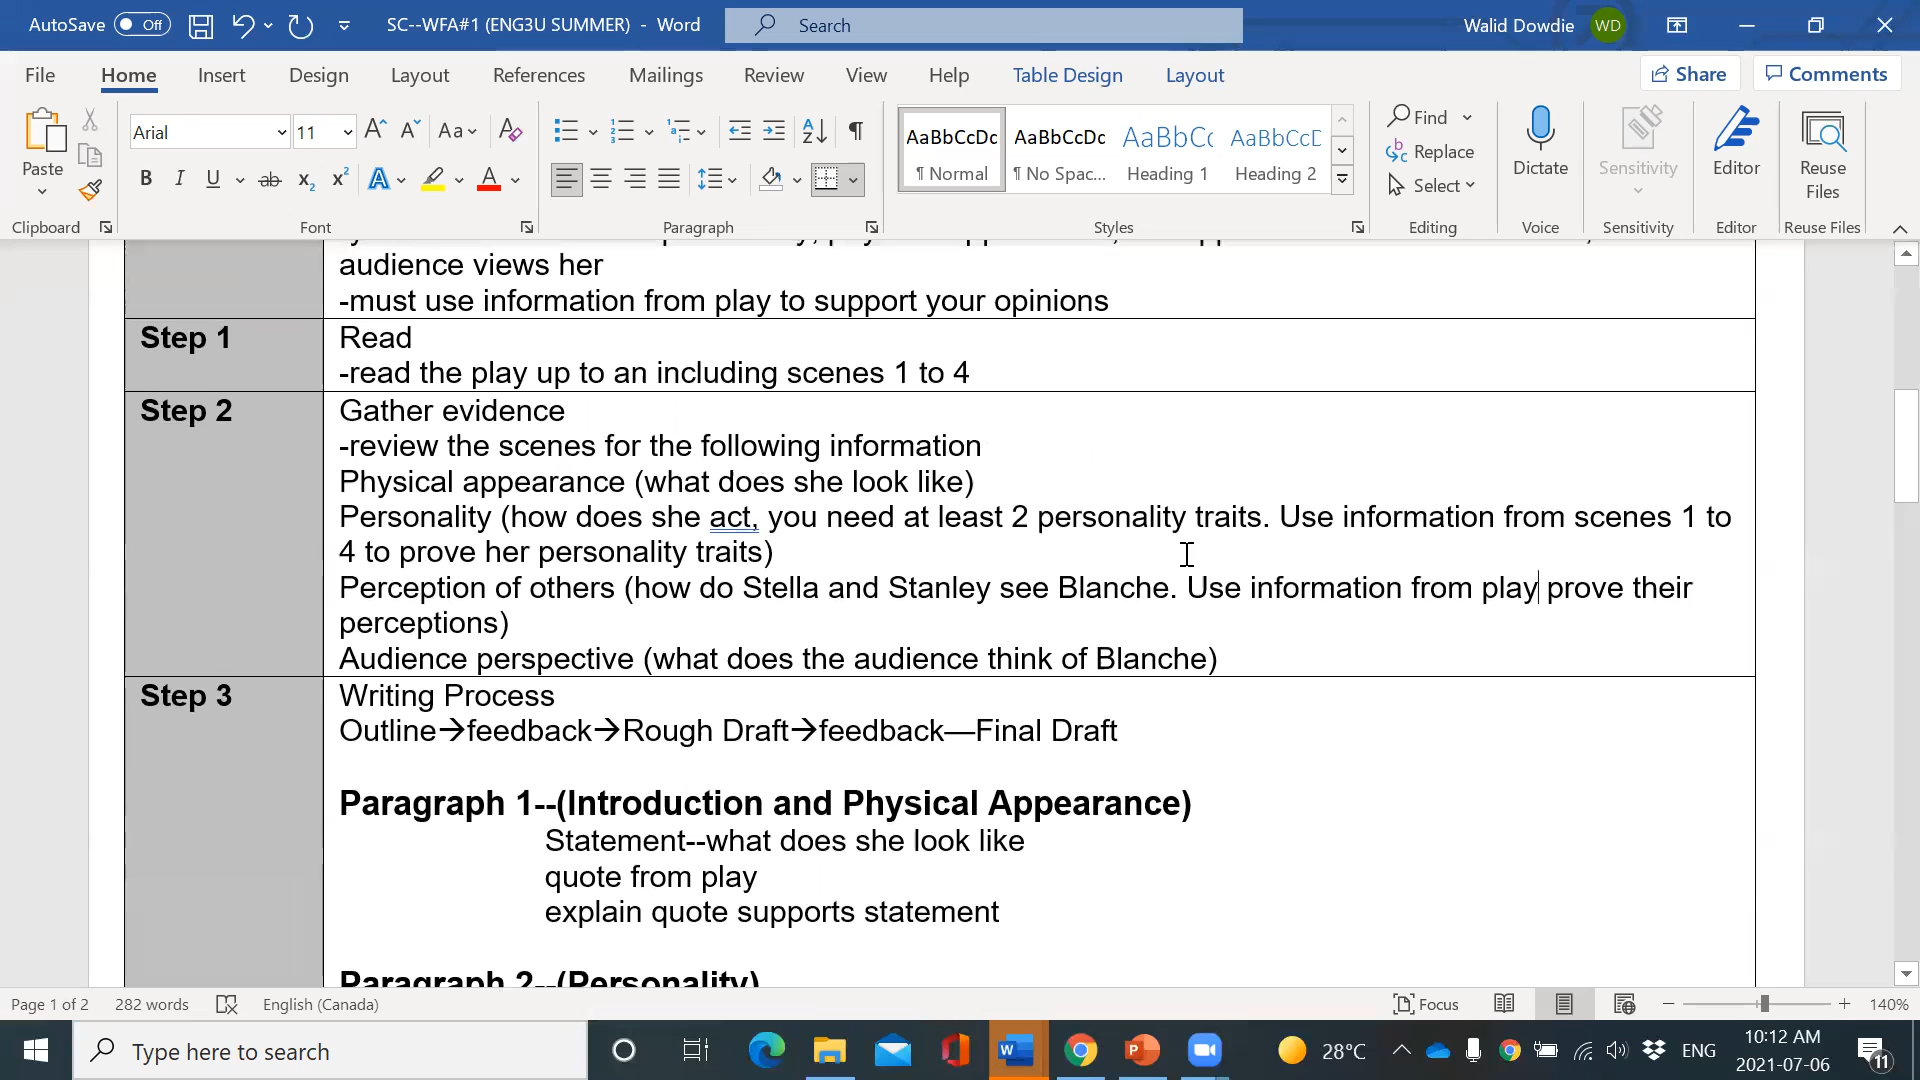 AutoSave Off SC--WFA#1 (ENG3U SUMMER) - Word Search Walid Dowdie WD
File Home Insert Design Layout References Mailings Review View Help Table Design Layout Share Comments
Paste
Arial 11 Aa
AaBbCcDc AaBbCcDc AaBbCc AaBbCcD
¶ Normal ¶ No Spac... Heading 1 Heading 2
Find
Replace
Select
Dictate Sensitivity Editor Reuse Files
Clipboard Font Paragraph Styles Editing Voice Sensitivity Editor Reuse Files
audience views her
-must use information from play to support your opinions
Step 1
Read
-read the play up to an including scenes 1 to 4
Step 2
Gather evidence
-review the scenes for the following information
Physical appearance (what does she look like)
Personality (how does she act, you need at least 2 personality traits. Use information from scenes 1 to
4 to prove her personality traits)
Perception of others (how do Stella and Stanley see Blanche. Use information from play prove their
perceptions)
Audience perspective (what does the audience think of Blanche)
Step 3
Writing Process
Outline→feedback→Rough Draft→feedback—Final Draft
Paragraph 1--(Introduction and Physical Appearance)
Statement--what does she look like
quote from play
explain quote supports statement
Paragraph 2--(Personality)
Page 1 of 2 282 words English (Canada) Focus 140%
Type here to search 28°C ENG 10:12 AM
2021-07-06 11